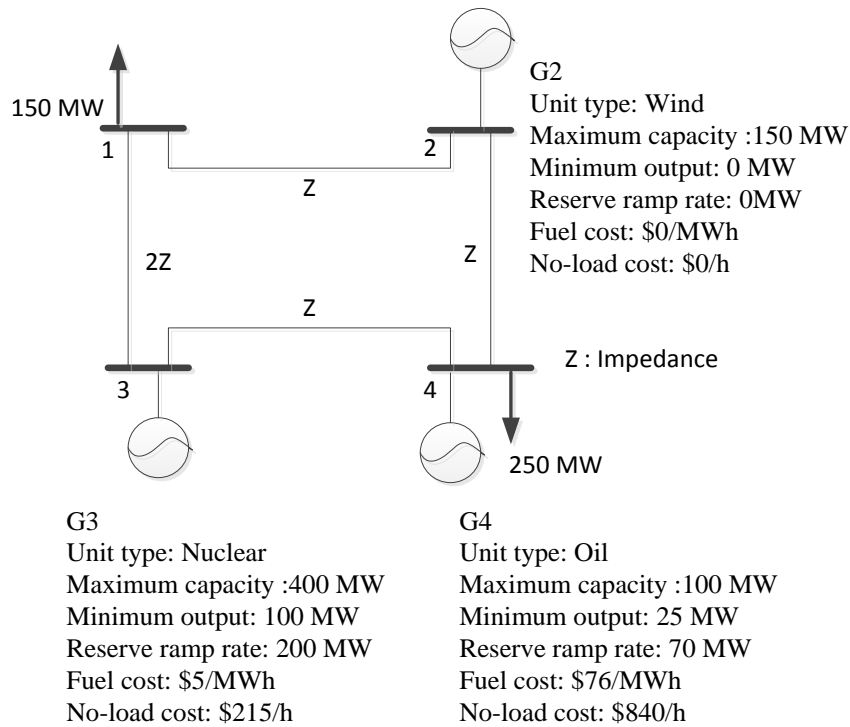 150 MW
1
2
Z
2Z
Z
Z
3
4
Z : Impedance
250 MW
G2
Unit type: Wind
Maximum capacity :150 MW
Minimum output: 0 MW
Reserve ramp rate: 0MW
Fuel cost: $0/MWh
No-load cost: $0/h
G3
Unit type: Nuclear
Maximum capacity :400 MW
Minimum output: 100 MW
Reserve ramp rate: 200 MW
Fuel cost: $5/MWh
No-load cost: $215/h
G4
Unit type: Oil
Maximum capacity :100 MW
Minimum output: 25 MW
Reserve ramp rate: 70 MW
Fuel cost: $76/MWh
No-load cost: $840/h